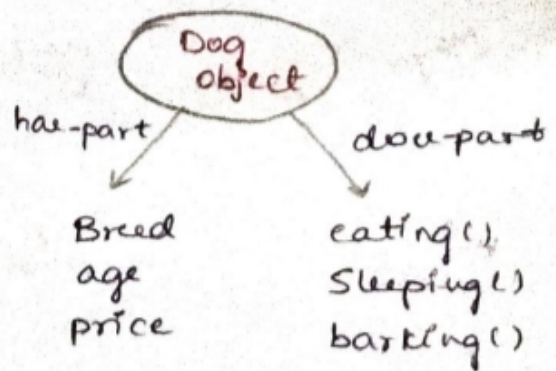 Dog
Object
has-part
does-part
Breed
age
price
eating()
Sleeping()
barking()